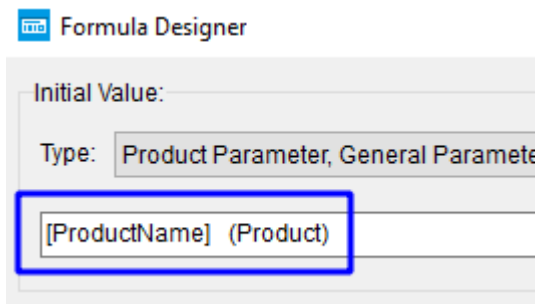 Formula Designer
Initial Value:
Type: Product Parameter, General Paramete
[ProductName] (Product)